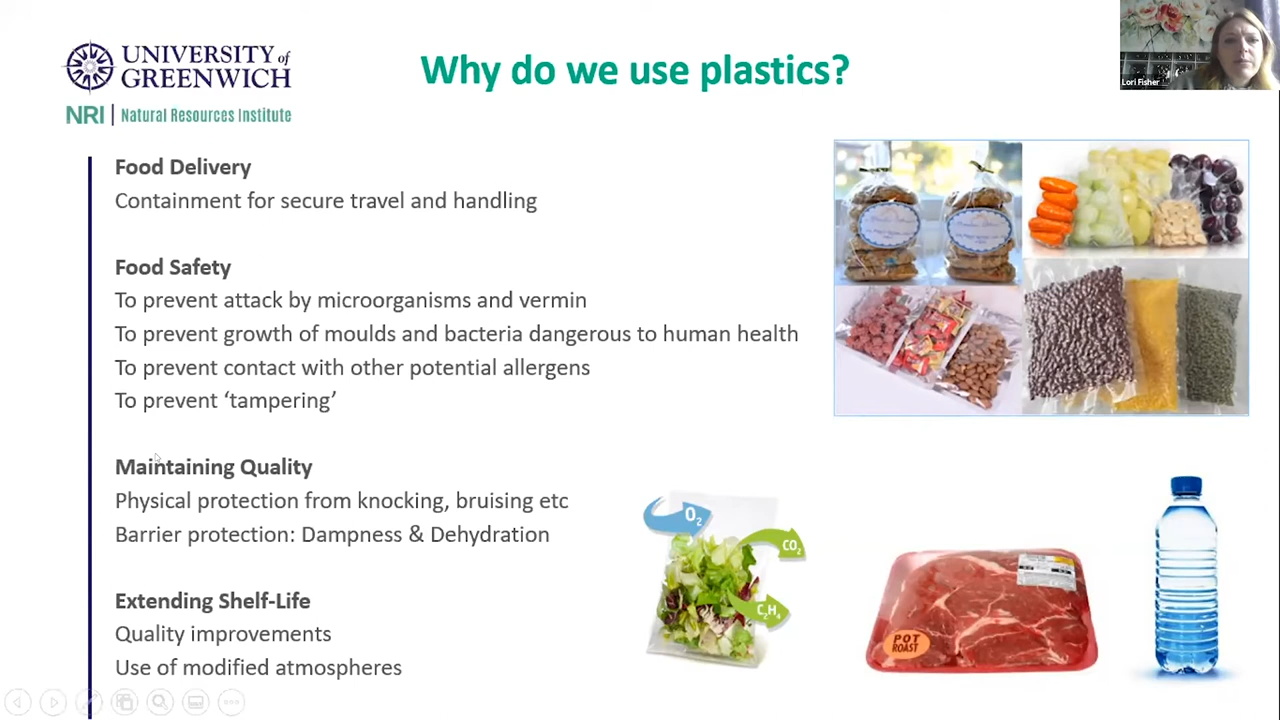 UNIVERSITY of
GREENWICH
NRI | Natural Resources Institute
Why do we use plastics?
Lori Fisher
Food Delivery
Containment for secure travel and handling
Food Safety
To prevent attack by microorganisms and vermin
To prevent growth of moulds and bacteria dangerous to human health
To prevent contact with other potential allergens
To prevent ‘tampering’
Maintaining Quality
Physical protection from knocking, bruising etc
Barrier protection: Dampness & Dehydration
Extending Shelf-Life
Quality improvements
Use of modified atmospheres
O₂
CO₂
C₂H₄
POT
ROAST